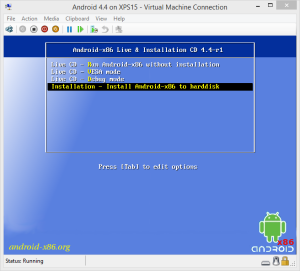 Android 4.4 on XPS15 - Virtual Machine Connection
File Action Media Clipboard View Help
Android-x86 Live & Installation CD 4.4-r1
Live CD - Run Android-x86 without installation
Live CD - VESA mode
Live CD - Debug mode
Installation - Install Android-x86 to harddisk
Press [Tab] to edit options
android-x86.org
x86
ANDROID
Status: Running